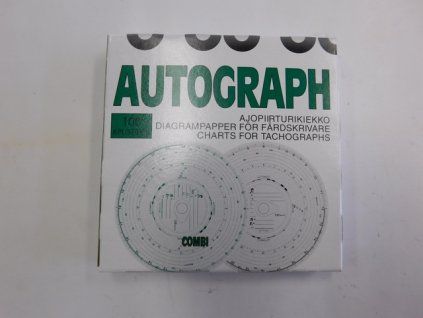 AUTOGRAPH
100
AJOPIIRTURIKIEKKO
DIAGRAMPAPPER FÖR FÄRDSKRIVARE
CHARTS FOR TACHOGRAPHS
COMBI